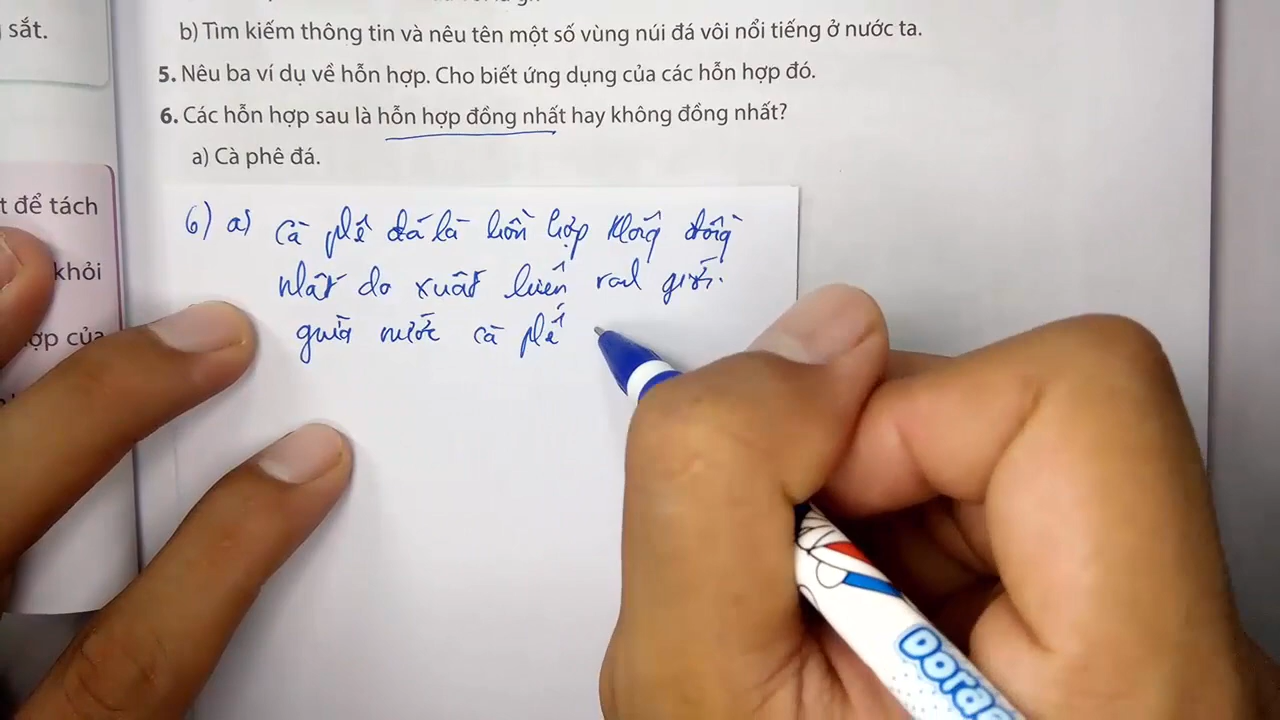 sắt.
b) Tìm kiếm thông tin và nêu tên một số vùng núi đá vôi nổi tiếng ở nước ta.
5. Nêu ba ví dụ về hỗn hợp. Cho biết ứng dụng của các hỗn hợp đó.
6. Các hỗn hợp sau là hỗn hợp đồng nhất hay không đồng nhất?
a) Cà phê đá.
t để tách
khỏi
ợp của
6) a) Cà phê đá là hỗn hợp không đồng
nhất do xuất hiện ranh giới
giữa nước cà phê
Dorae